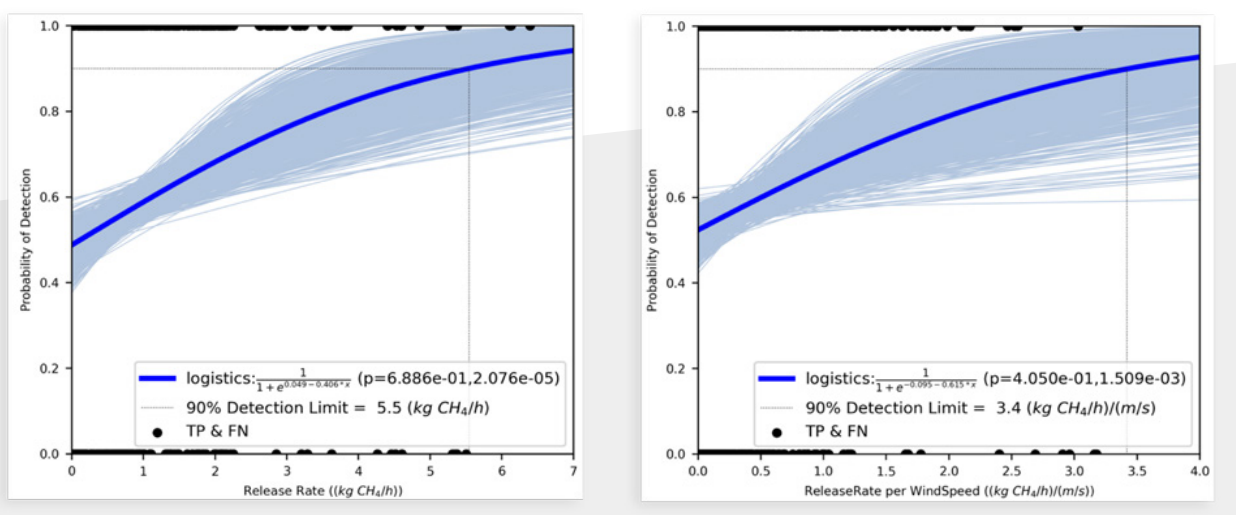 1.0
0.8
0.6
0.4
0.2
0.0
Probability of Detection
logistics: 1 / 1 + e^0.049−0.406*x (p=6.886e-01,2.076e-05)
90% Detection Limit = 5.5 (kg CH4/h)
TP & FN
0 1 2 3 4 5 6 7
Release Rate ((kg CH4/h))
1.0
0.8
0.6
0.4
0.2
0.0
Probability of Detection
logistics: 1 / 1 + e^−0.095−0.615*x (p=4.050e-01,1.509e-03)
90% Detection Limit = 3.4 (kg CH4/h)/(m/s)
TP & FN
0.0 0.5 1.0 1.5 2.0 2.5 3.0 3.5 4.0
ReleaseRate per WindSpeed ((kg CH4/h)/(m/s))